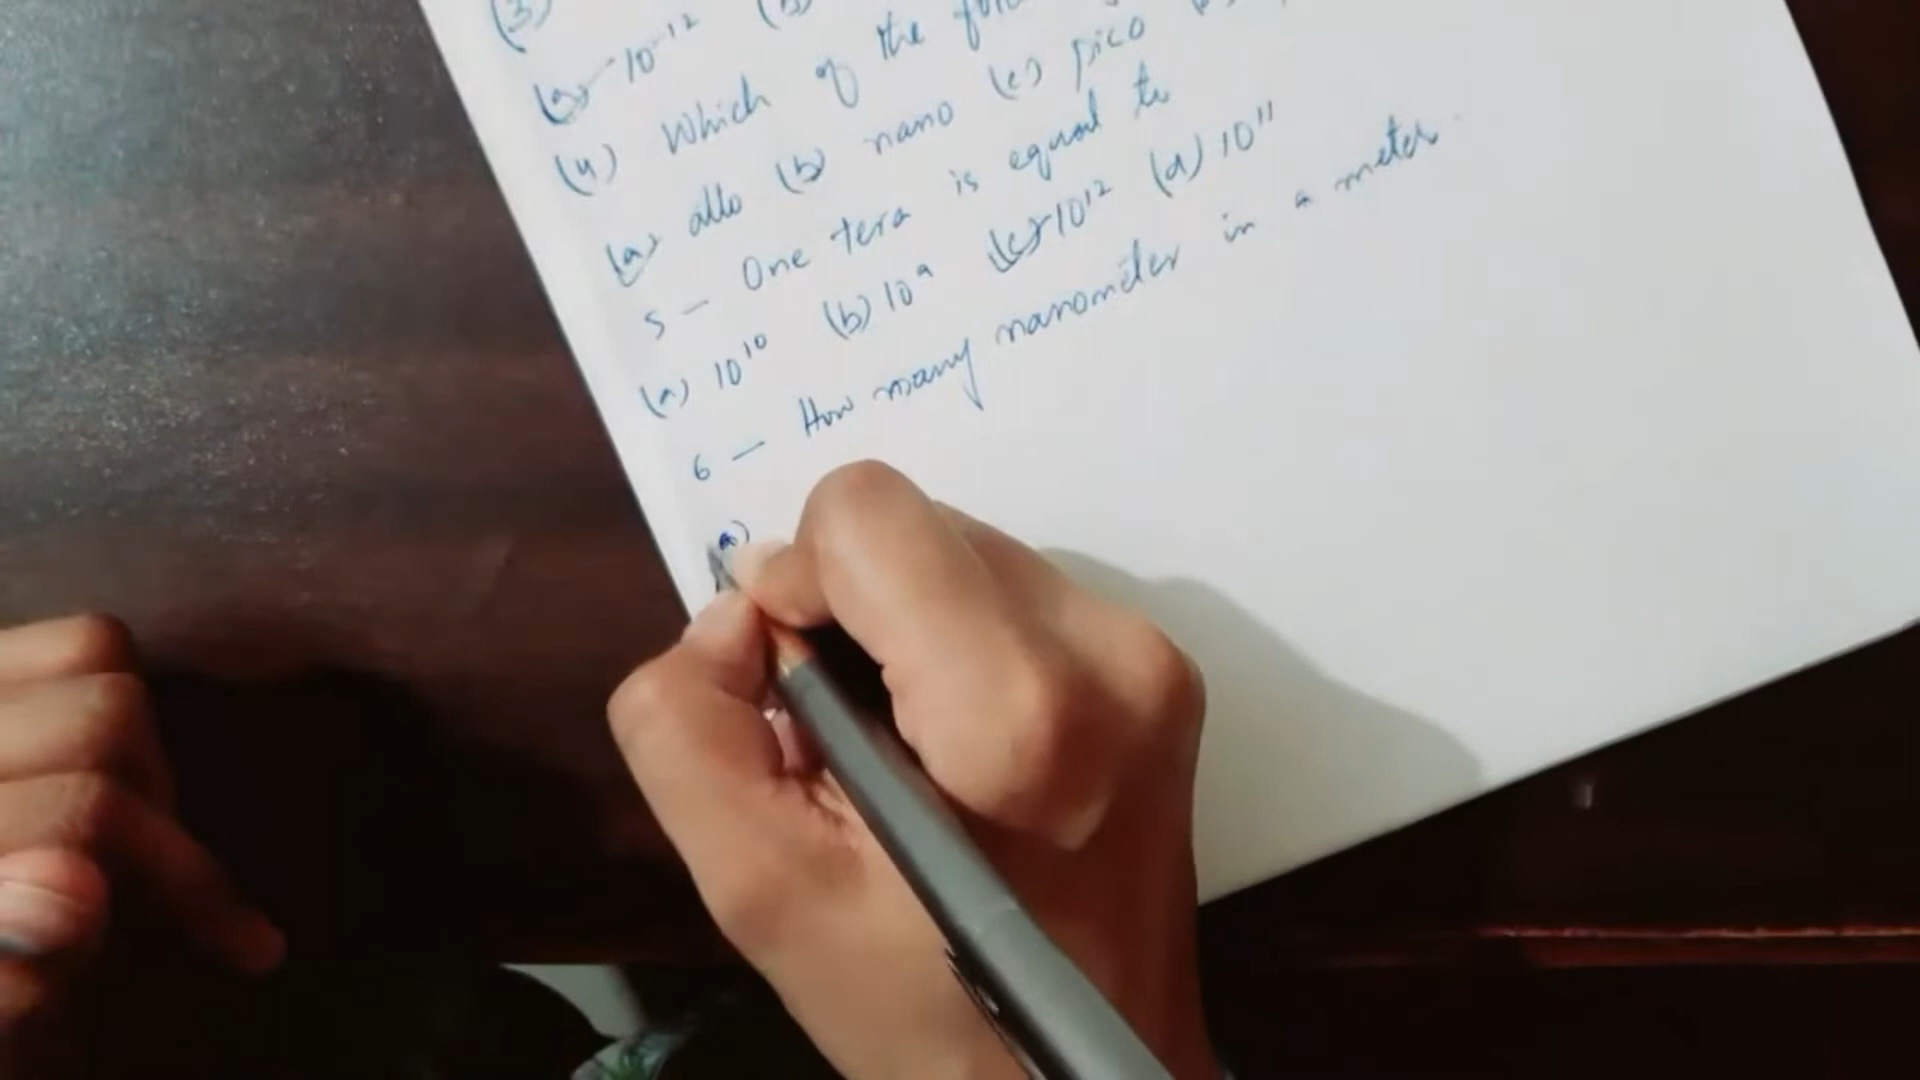 (3)
(a) 10⁻¹² (b)
(4) Which of the
(a) atto (b) nano (c) pico
5 - One tera is equal to
(a) 10¹⁰ (b) 10⁹ (c) 10¹² (d) 10¹¹
6 - How many nanometer in a meter.
(a)